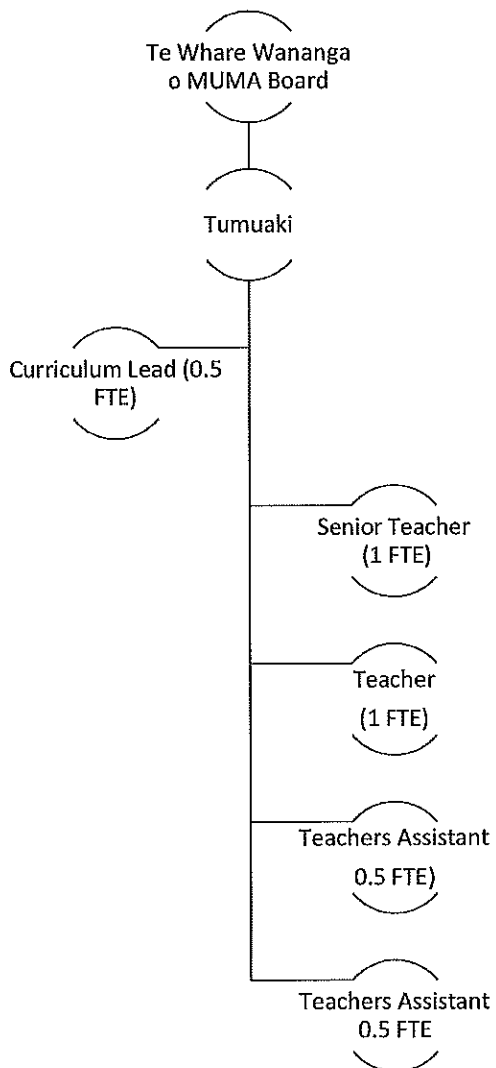 Te Whare Wananga
o MUMA Board
Tumuaki
Curriculum Lead (0.5
FTE)
Senior Teacher
(1 FTE)
Teacher
(1 FTE)
Teachers Assistant
0.5 FTE)
Teachers Assistant
0.5 FTE